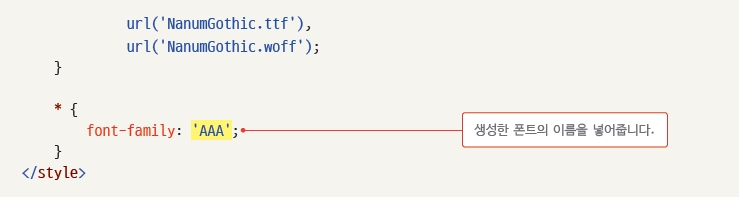 url('NanumGothic.ttf'),
url('NanumGothic.woff');
}
* {
font-family: 'AAA';
생성한 폰트의 이름을 넣어줍니다.
}
</style>